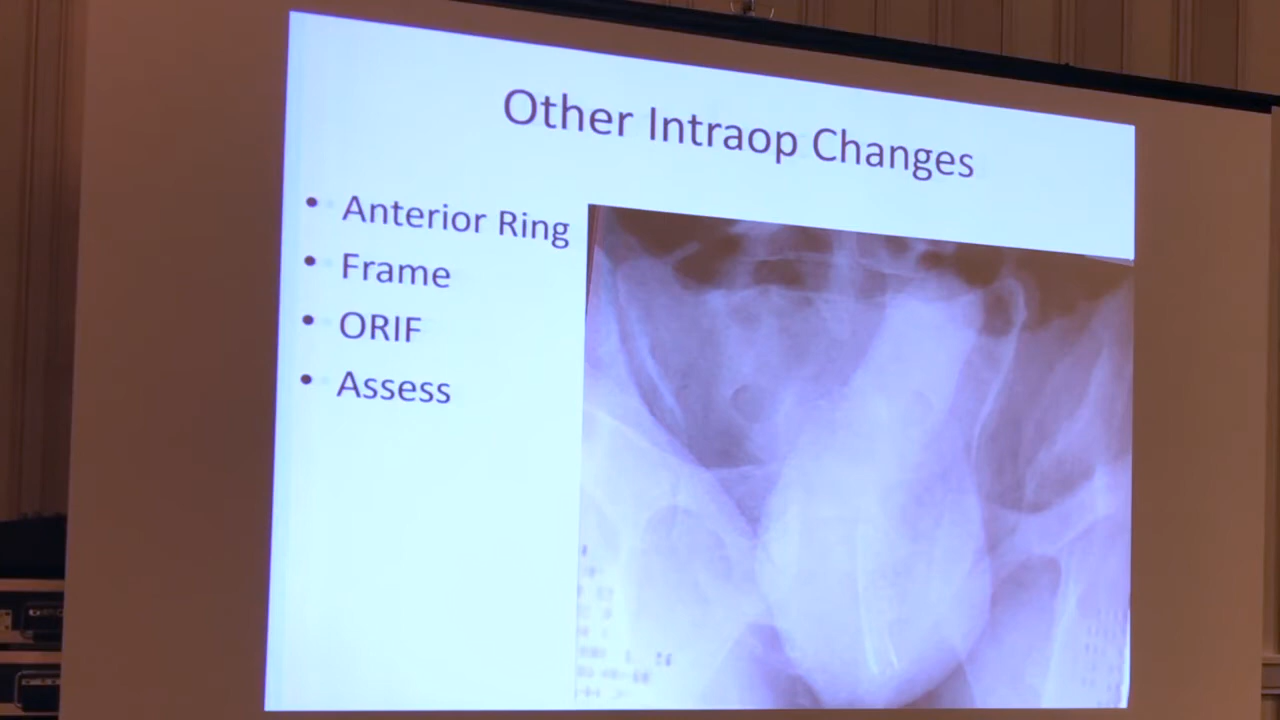 Other Intraop Changes
• Anterior Ring
• Frame
• ORIF
• Assess